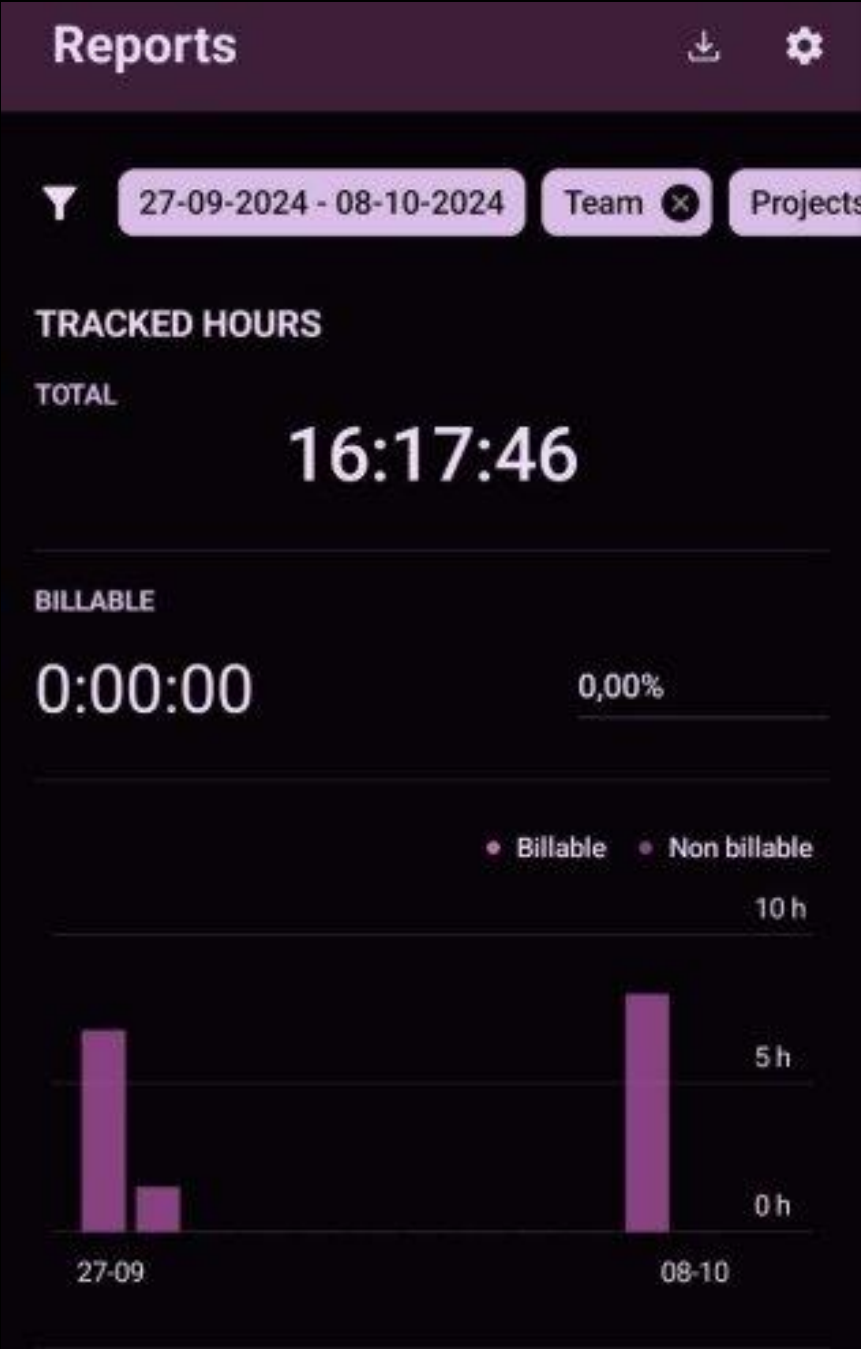 Reports
27-09-2024 - 08-10-2024 Team Projects
TRACKED HOURS
TOTAL
16:17:46
BILLABLE
0:00:00 0,00%
Billable Non billable
10 h
5 h
0 h
27-09 08-10